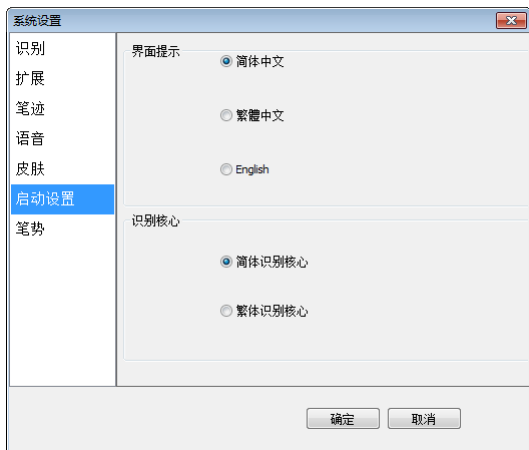 系统设置
识别
扩展
笔迹
语音
皮肤
启动设置
笔势
界面提示
简体中文
繁體中文
English
识别核心
简体识别核心
繁体识别核心
确定
取消